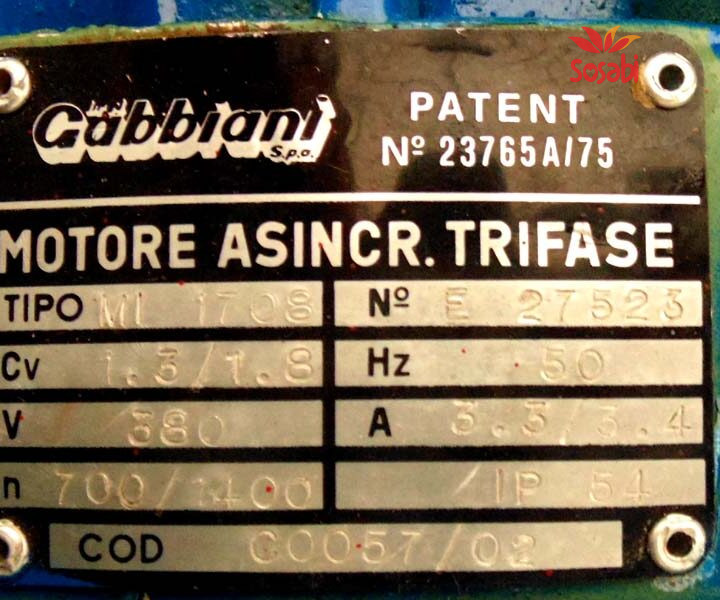 sosabi
Gabbiani
S.p.a.
PATENT
Nº 23765A/75
MOTORE ASINCR. TRIFASE
TIPO ML 1708 Nº E 27523
Cv 1.3/1.8 Hz 50
V 380 A 3.3/3.4
n 700/1400 /IP 54
COD C0057/02